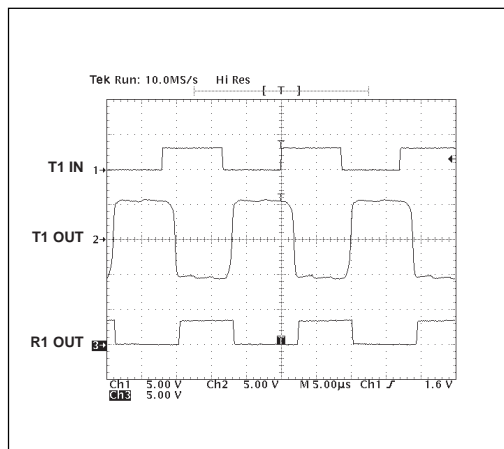 Tek Run: 10.0MS/s Hi Res
[ T ]
T
T1 IN 1
T
T1 OUT 2
R1 OUT 3 T
Ch1 5.00 V Ch2 5.00 V M 5.00µs Ch1 ∫ 1.6 V
Ch3 5.00 V